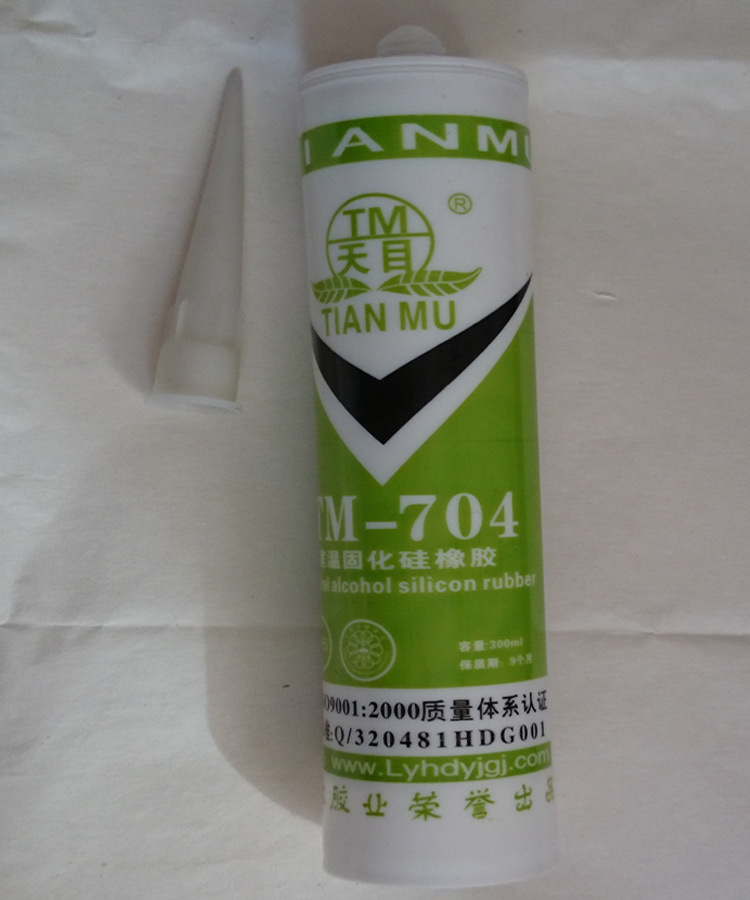 IANMU
TM
®
天目
TIAN MU
TM-704
室温固化硅橡胶
alcohol silicon rubber
容量:300ml
保质期: 9个月
ISO9001:2000质量体系认证
准:Q/320481HDG001
www.Lyhdyjgj.com
胶业荣誉出品